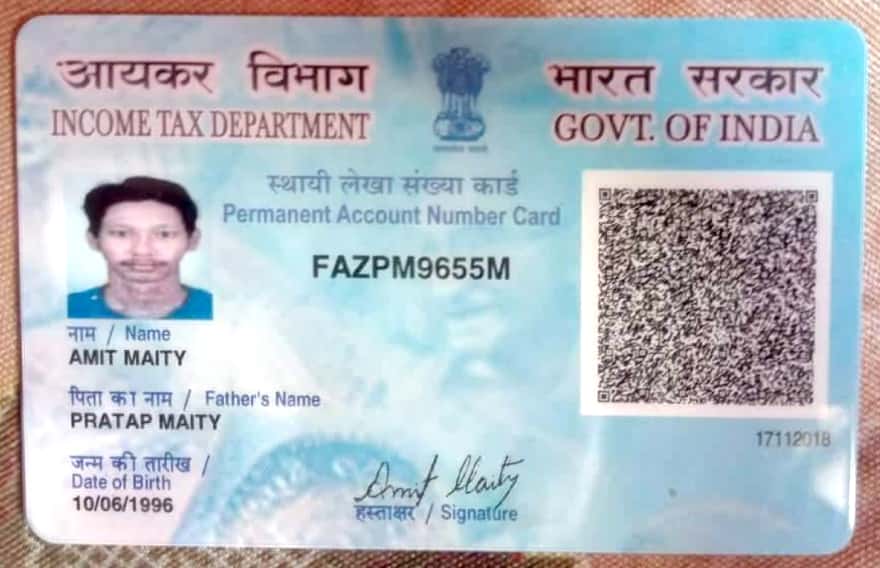 आयकर विभाग
INCOME TAX DEPARTMENT
भारत सरकार
GOVT. OF INDIA
स्थायी लेखा संख्या कार्ड
Permanent Account Number Card
FAZPM9655M
नाम / Name
AMIT MAITY
पिता का नाम / Father's Name
PRATAP MAITY
जन्म की तारीख /
Date of Birth
10/06/1996
17112018
Amit Maity
हस्ताक्षर / Signature